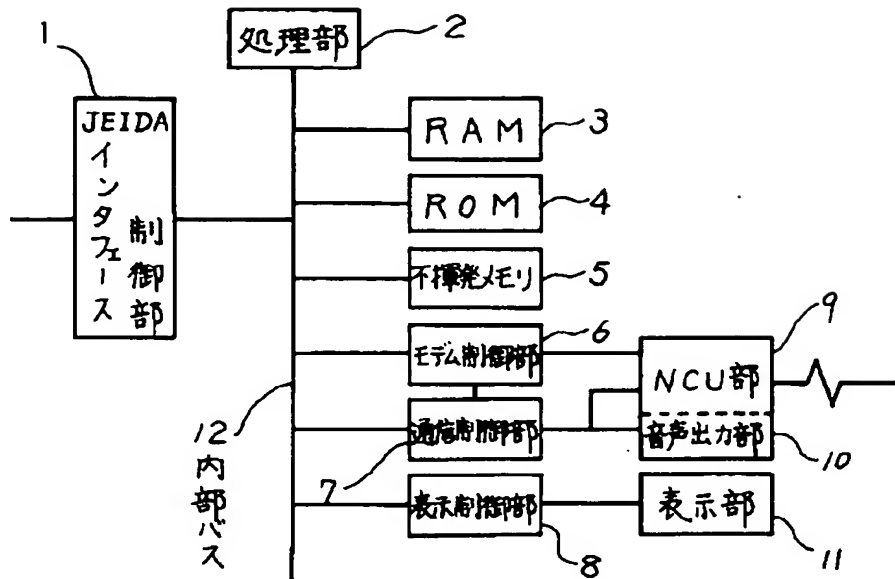 1
処理部
2
JEIDA
インタフェース
制御部
RAM
3
ROM
4
不揮発メモリ
5
6
モデム制御部
9
NCU部
12
内部バス
通信制御部
7
音声出力部
10
表示制御部
8
表示部
11